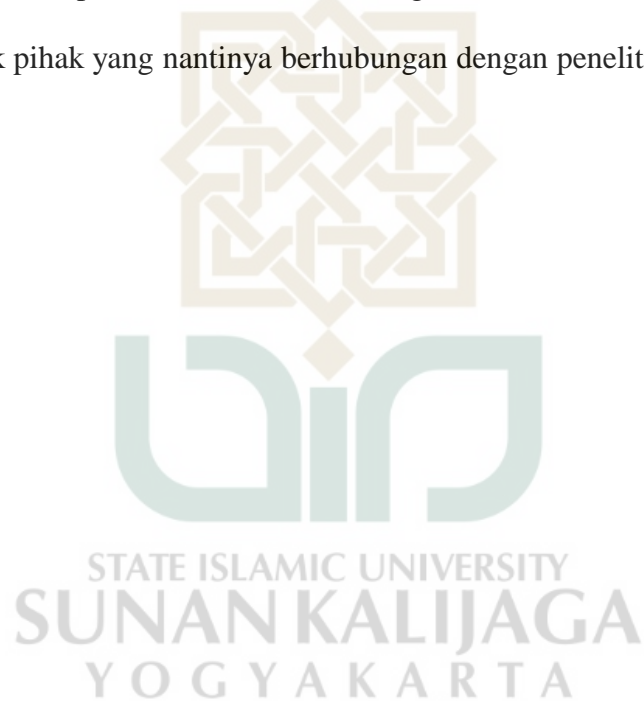 k pihak yang nantinya berhubungan dengan penelit
STATE ISLAMIC UNIVERSITY
SUNAN KALIJAGA
YOGYAKARTA